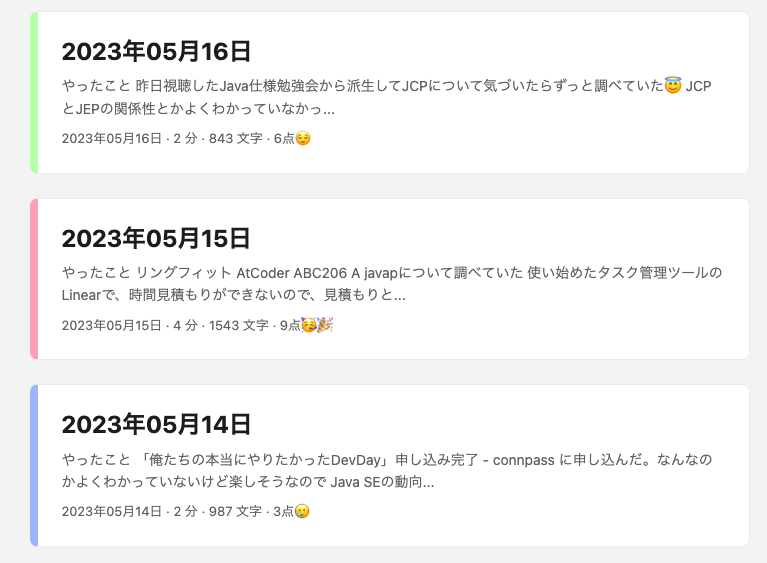 2023年05月16日
やったこと 昨日視聴したJava仕様勉強会から派生してJCPについて気づいたらずっと調べていた😇 JCP
とJEPの関係性とかよくわかっていなかっ...
2023年05月16日 · 2 分 · 843 文字 · 6点😌
2023年05月15日
やったこと リングフィット AtCoder ABC206 A javapについて調べていた 使い始めたタスク管理ツールの
Linearで、時間見積もりができないので、見積もりと...
2023年05月15日 · 4 分 · 1543 文字 · 9点🥳🎉
2023年05月14日
やったこと 「俺たちの本当にやりたかったDevDay」申し込み完了 - connpass に申し込んだ。なんなの
かよくわかっていないけど楽しそうなので Java SEの動向...
2023年05月14日 · 2 分 · 987 文字 · 3点🥲